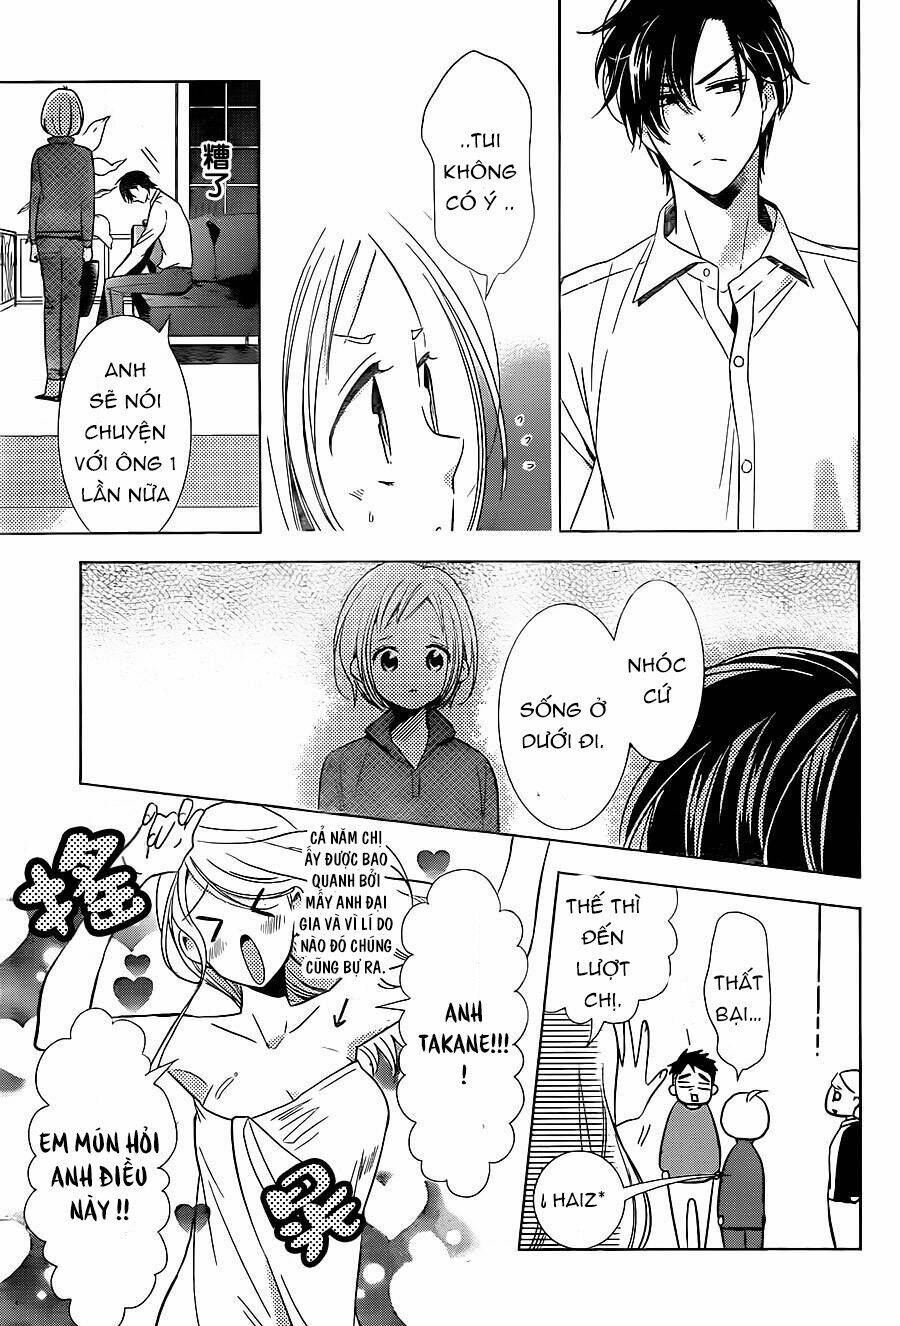 ..TUI
KHÔNG
CÓ Ý ..
糟了
ANH
SẼ NÓI
CHUYỆN
VỚI ÔNG 1
LẦN NỮA
NHÓC
CỨ
SỐNG Ở
DƯỚI ĐI.
THẤT
BẠI...
THẾ THÌ
ĐẾN
LƯỢT
CHỊ.
HAIZ*
CẢ NĂM CHỊ
ẤY ĐƯỢC BAO
QUANH BỞI
MẤY ANH ĐẠI
GIA VÀ VÌ LÍ DO
NÀO ĐÓ CHÚNG
CŨNG BỰ RA.
ANH
TAKANE!!!
!
EM MÚN HỎI
ANH ĐIỀU
NÀY !!